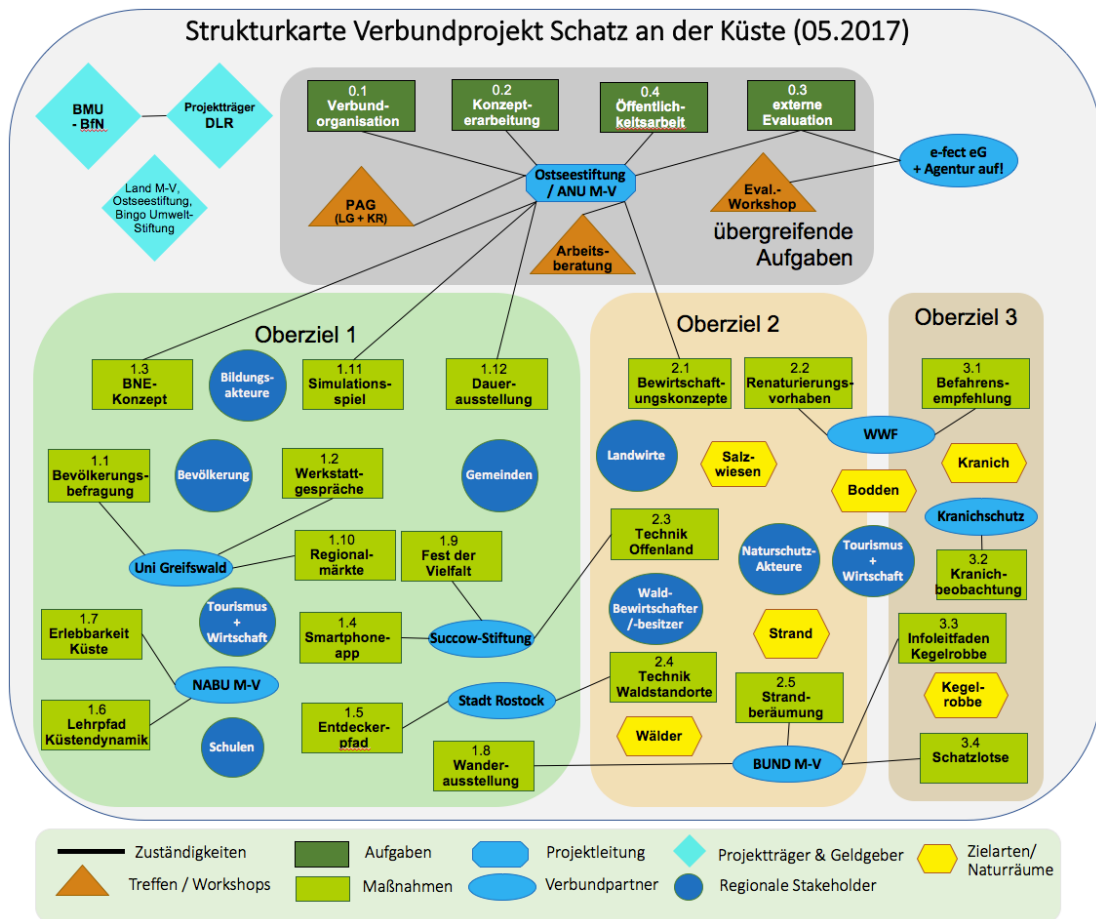 Strukturkarte Verbundprojekt Schatz an der Küste (05.2017)
BMU
- BfN
Projektträger
DLR
Land M-V,
Ostseestiftung,
Bingo Umwelt-
Stiftung
0.1
Verbund-
organisation
0.2
Konzept-
erarbeitung
0.4
Öffentlich-
keitsarbeit
0.3
externe
Evaluation
e-fect eG
+ Agentur auf!
Ostseestiftung
/ ANU M-V
PAG
(LG + KR)
Eval.-
Workshop
Arbeits-
beratung
übergreifende
Aufgaben
Oberziel 1
1.3
BNE-
Konzept
Bildungs-
akteure
1.11
Simulations-
spiel
1.12
Dauer-
ausstellung
1.1
Bevölkerungs-
befragung
Bevölkerung
1.2
Werkstatt-
gespräche
Gemeinden
Uni Greifswald
1.10
Regional-
märkte
1.9
Fest der
Vielfalt
1.7
Erlebbarkeit
Küste
Tourismus
+
Wirtschaft
1.4
Smartphone-
app
Succow-Stiftung
NABU M-V
Stadt Rostock
1.6
Lehrpfad
Küstendynamik
Schulen
1.5
Entdecker-
pfad
1.8
Wander-
ausstellung
Oberziel 2
2.1
Bewirtschaft-
ungskonzepte
2.2
Renaturierungs-
vorhaben
WWF
Landwirte
Salz-
wiesen
Bodden
2.3
Technik
Offenland
Naturschutz-
Akteure
Tourismus
+
Wirtschaft
Wald-
Bewirtschafter
/-besitzer
Strand
2.4
Technik
Waldstandorte
2.5
Strand-
beräumung
Wälder
BUND M-V
Oberziel 3
3.1
Befahrens-
empfehlung
Kranich
Kranichschutz
3.2
Kranich-
beobachtung
3.3
Infoleitfaden
Kegelrobbe
Kegel-
robbe
3.4
Schatzlotse
Zuständigkeiten
Aufgaben
Projektleitung
Projektträger & Geldgeber
Zielarten/
Naturräume
Treffen / Workshops
Maßnahmen
Verbundpartner
Regionale Stakeholder